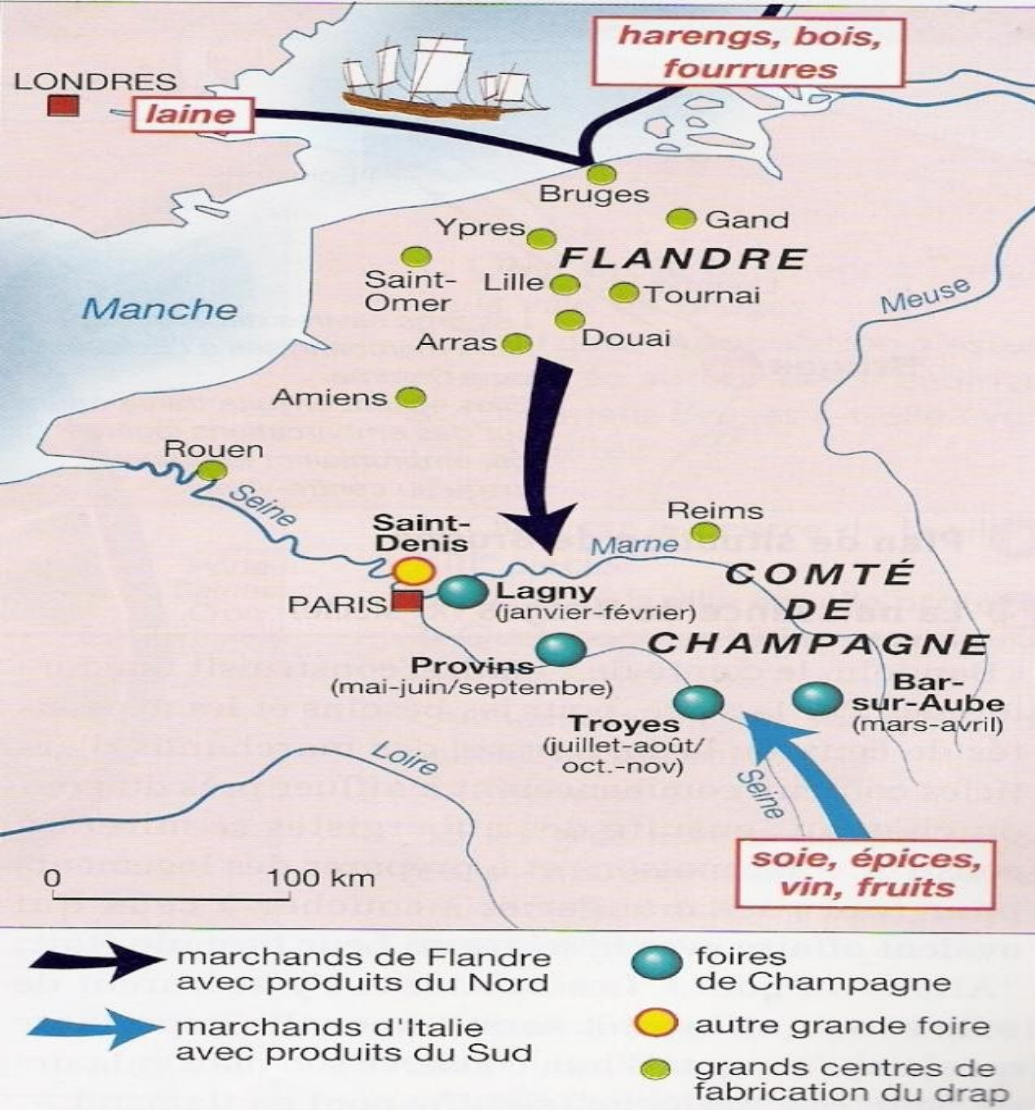 harengs, bois,
fourrures
LONDRES
laine
Bruges
Gand
Ypres
FLANDRE
Saint-
Omer
Lille
Tournai
Meuse
Manche
Arras
Douai
Amiens
Rouen
Seine
Saint-
Denis
Reims
Marne
COMTÉ
DE
CHAMPAGNE
PARIS
Lagny
(janvier-février)
Provins
(mai-juin/septembre)
Bar-
sur-Aube
(mars-avril)
Troyes
(juillet-août/
oct.-nov)
Loire
Seine
soie, épices,
vin, fruits
0
100 km
marchands de Flandre
avec produits du Nord
marchands d'Italie
avec produits du Sud
foires
de Champagne
autre grande foire
grands centres de
fabrication du drap